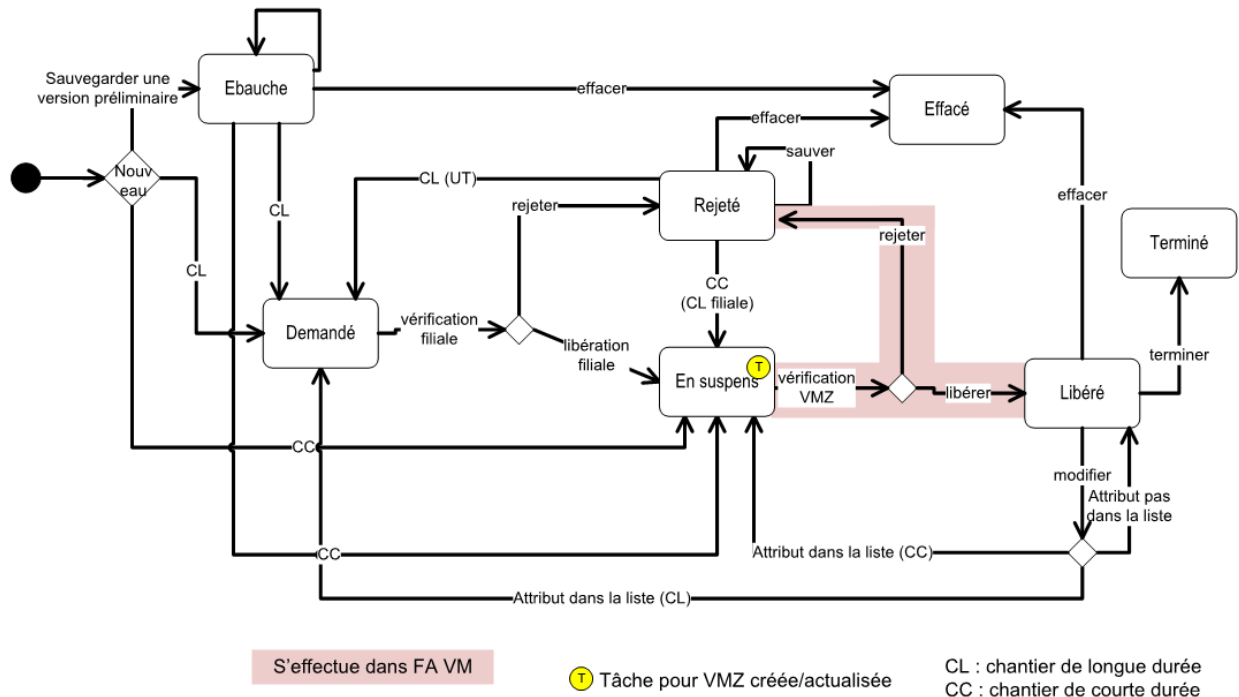 Sauvegarder une
version préliminaire
Ebauche
effacer
Effacé
effacer
sauver
Nouv
eau
CL (UT)
Rejeté
rejeter
CL
rejeter
effacer
Terminé
CL
CC
(CL filiale)
Demandé
vérification
filiale
libération
filiale
T
En suspens
vérification
VMZ
libérer
Libéré
terminer
CC
modifier
Attribut pas
dans la liste
CC
Attribut dans la liste (CC)
Attribut dans la liste (CL)
S'effectue dans FA VM
T
Tâche pour VMZ créée/actualisée
CL : chantier de longue durée
CC : chantier de courte durée